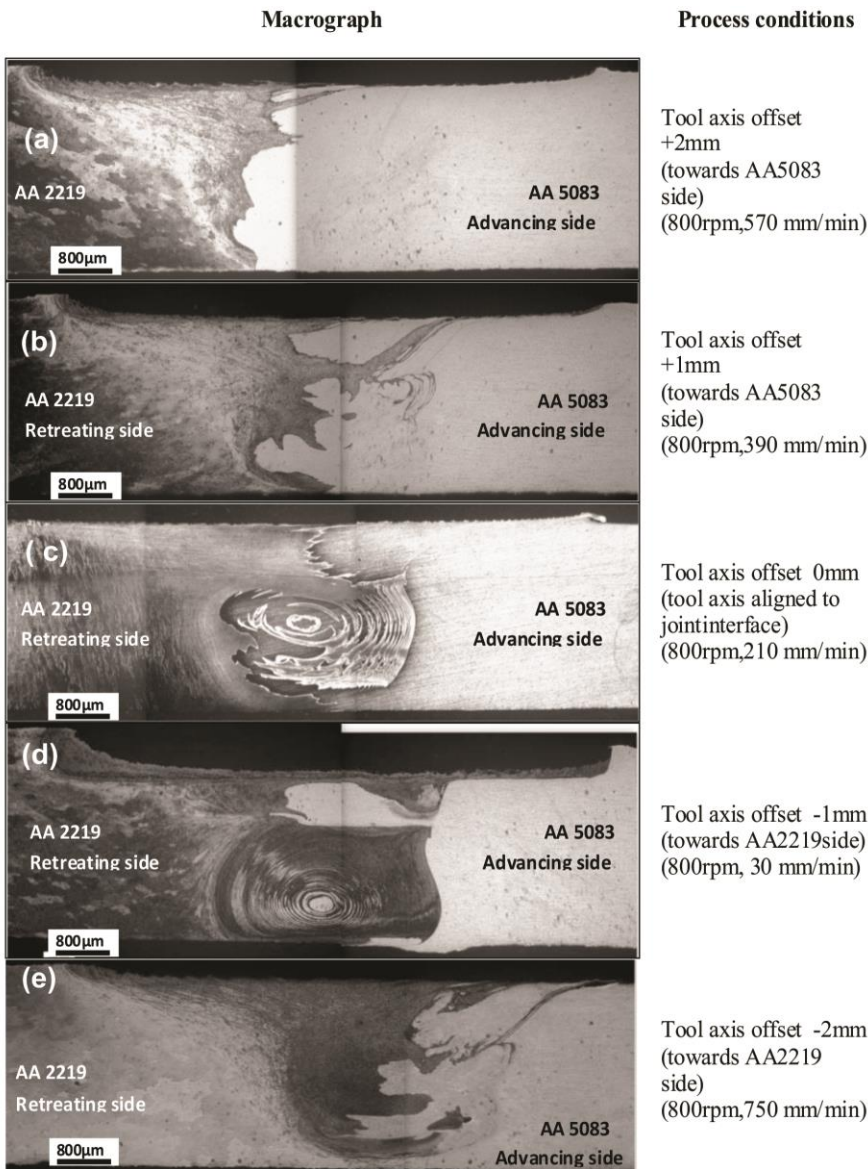 Macrograph
Process conditions
(a)
AA 2219
AA 5083
Advancing side
800µm
Tool axis offset
+2mm
(towards AA5083
side)
(800rpm,570 mm/min)
(b)
AA 2219
Retreating side
AA 5083
Advancing side
800µm
Tool axis offset
+1mm
(towards AA5083
side)
(800rpm,390 mm/min)
( c)
AA 2219
Retreating side
AA 5083
Advancing side
800µm
Tool axis offset 0mm
(tool axis aligned to
jointinterface)
(800rpm,210 mm/min)
(d)
AA 2219
Retreating side
AA 5083
Advancing side
800µm
Tool axis offset -1mm
(towards AA2219side)
(800rpm, 30 mm/min)
(e)
AA 2219
Retreating side
AA 5083
Advancing side
800µm
Tool axis offset -2mm
(towards AA2219
side)
(800rpm,750 mm/min)